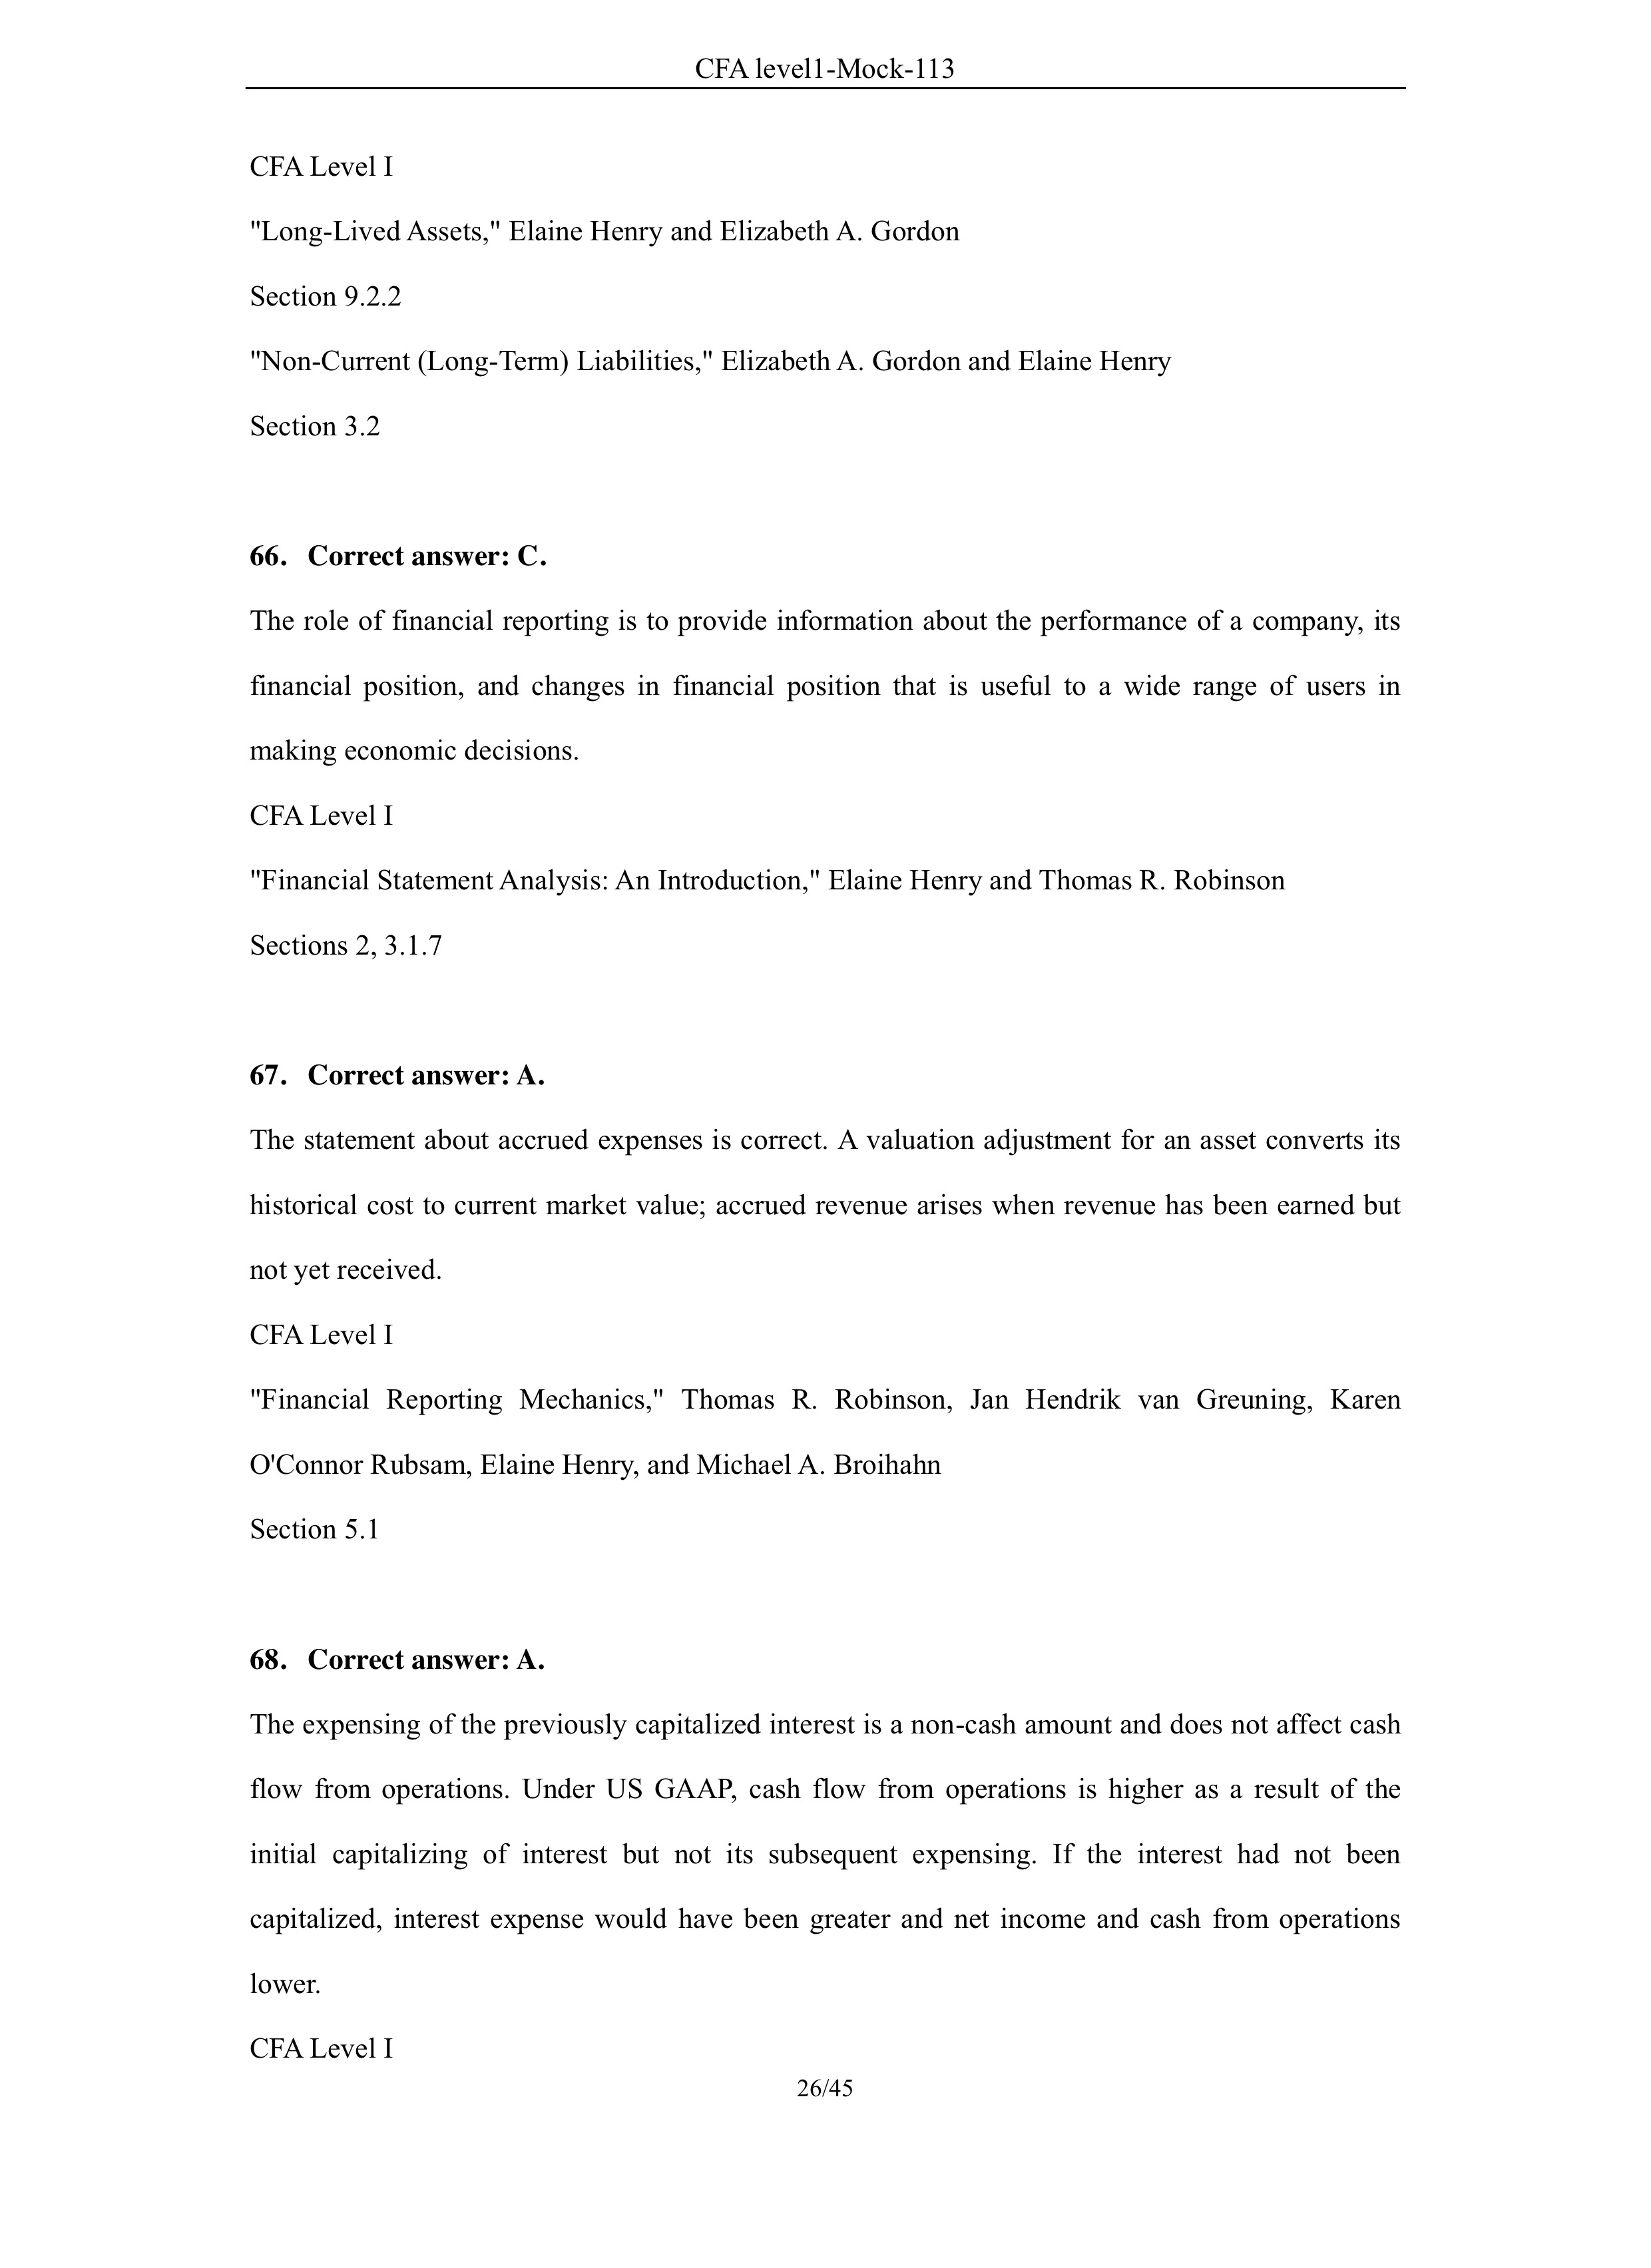 CFA level1-Mock-113
CFA Level I
"Long-Lived Assets," Elaine Henry and Elizabeth A. Gordon
Section 9.2.2
"Non-Current (Long-Term) Liabilities," Elizabeth A. Gordon and Elaine Henry
Section 3.2
66. Correct answer: C.
The role of financial reporting is to provide information about the performance of a company, its
financial position, and changes in financial position that is useful to a wide range of users in
making economic decisions.
CFA Level I
"Financial Statement Analysis: An Introduction," Elaine Henry and Thomas R. Robinson
Sections 2, 3.1.7
67. Correct answer: A.
The statement about accrued expenses is correct. A valuation adjustment for an asset converts its
historical cost to current market value; accrued revenue arises when revenue has been earned but
not yet received.
CFA Level I
"Financial Reporting Mechanics," Thomas R. Robinson, Jan Hendrik van Greuning, Karen
O'Connor Rubsam, Elaine Henry, and Michael A. Broihahn
Section 5.1
68. Correct answer: A.
The expensing of the previously capitalized interest is a non-cash amount and does not affect cash
flow from operations. Under US GAAP, cash flow from operations is higher as a result of the
initial capitalizing of interest but not its subsequent expensing. If the interest had not been
capitalized, interest expense would have been greater and net income and cash from operations
lower.
CFA Level I
26/45